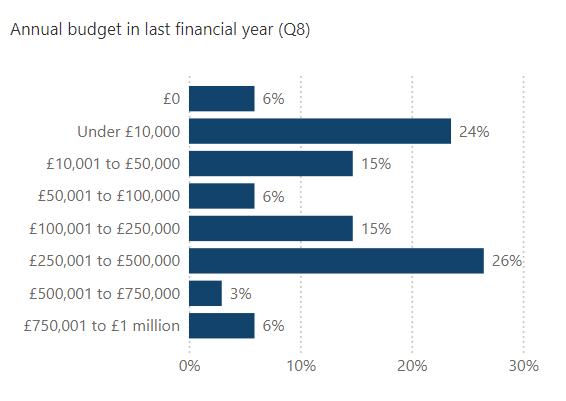 Annual budget in last financial year (Q8)
£0 6%
Under £10,000 24%
£10,001 to £50,000 15%
£50,001 to £100,000 6%
£100,001 to £250,000 15%
£250,001 to £500,000 26%
£500,001 to £750,000 3%
£750,001 to £1 million 6%
0% 10% 20% 30%